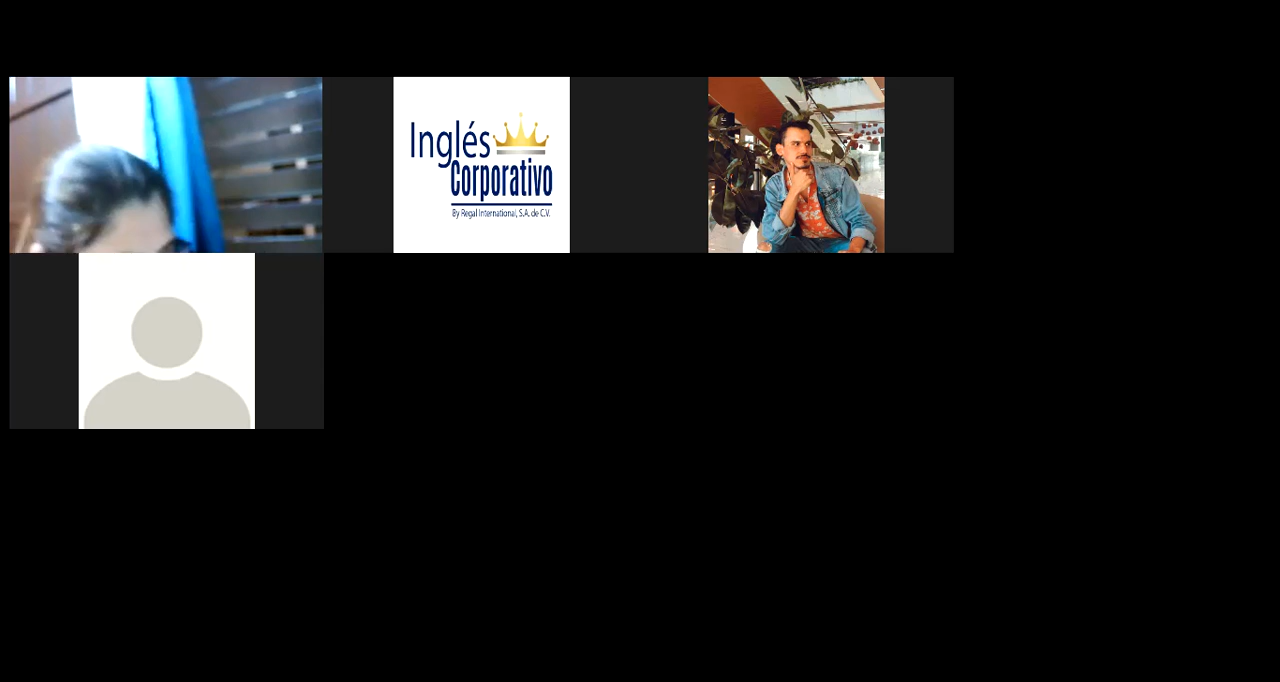 Inglés
Corporativo
By Regal International, S.A. de C.V.